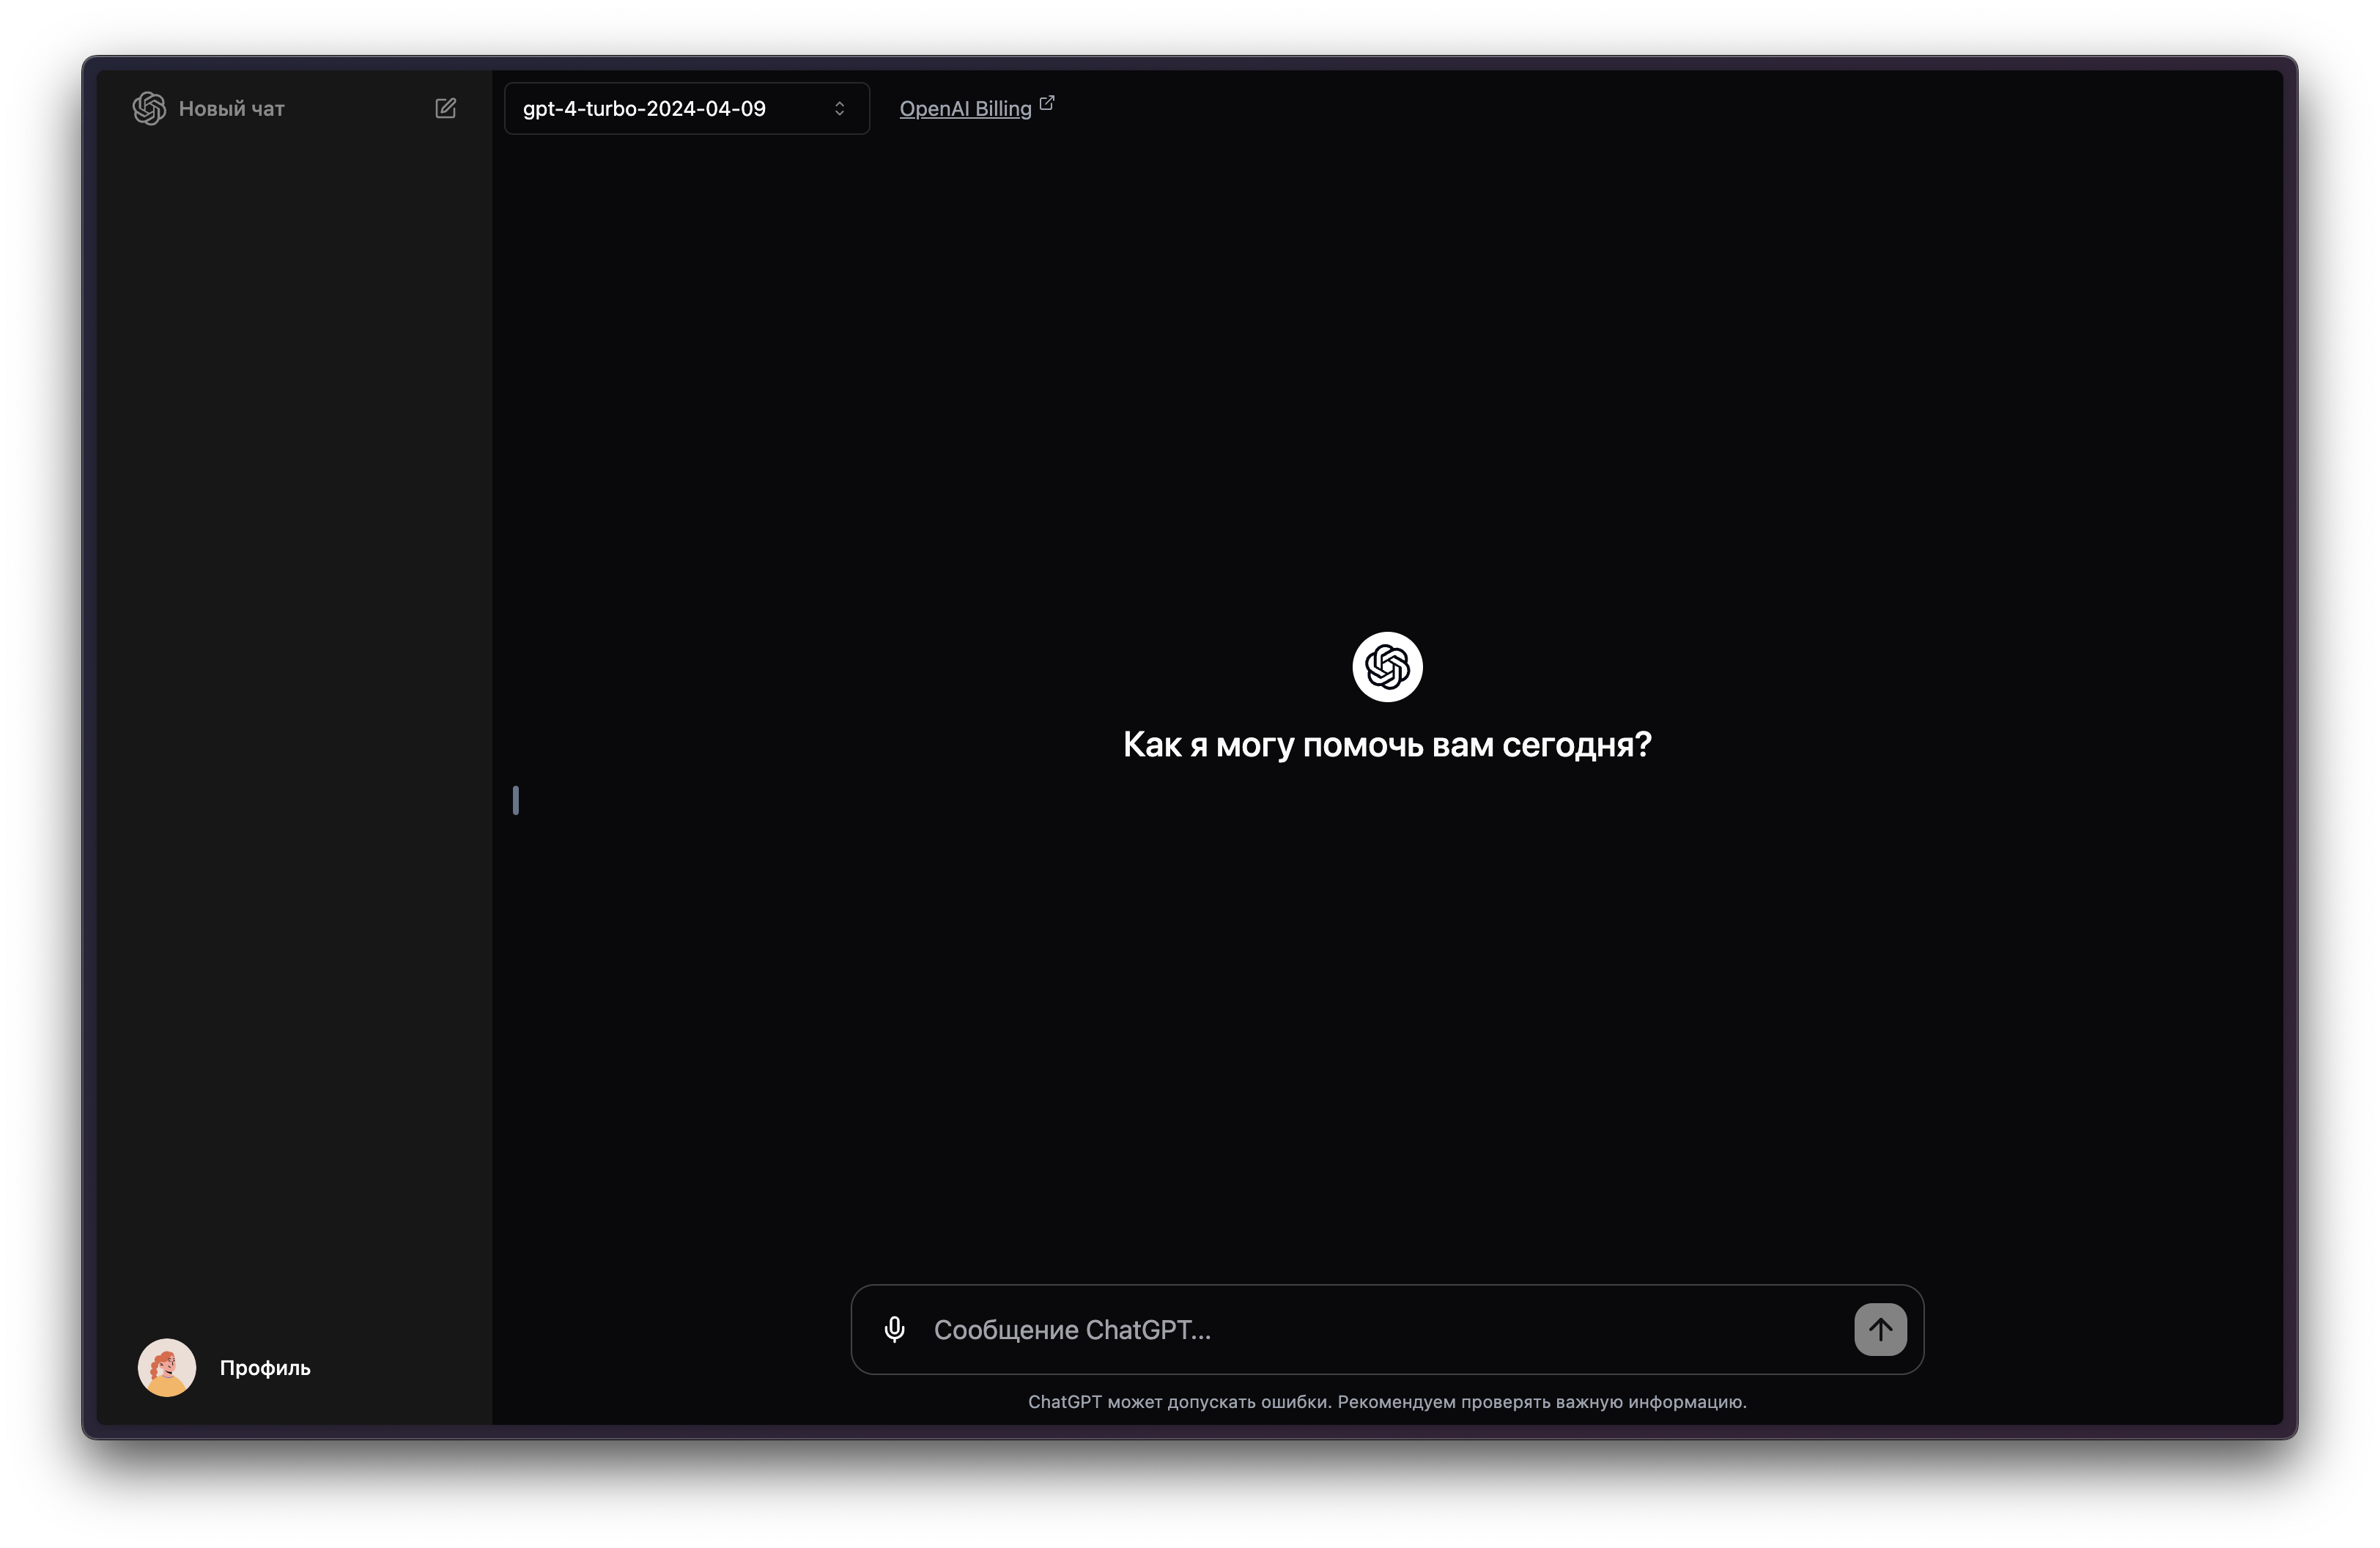 Новый чат
gpt-4-turbo-2024-04-09
OpenAI Billing
Как я могу помочь вам сегодня?
Сообщение ChatGPT...
Профиль
ChatGPT может допускать ошибки. Рекомендуем проверять важную информацию.